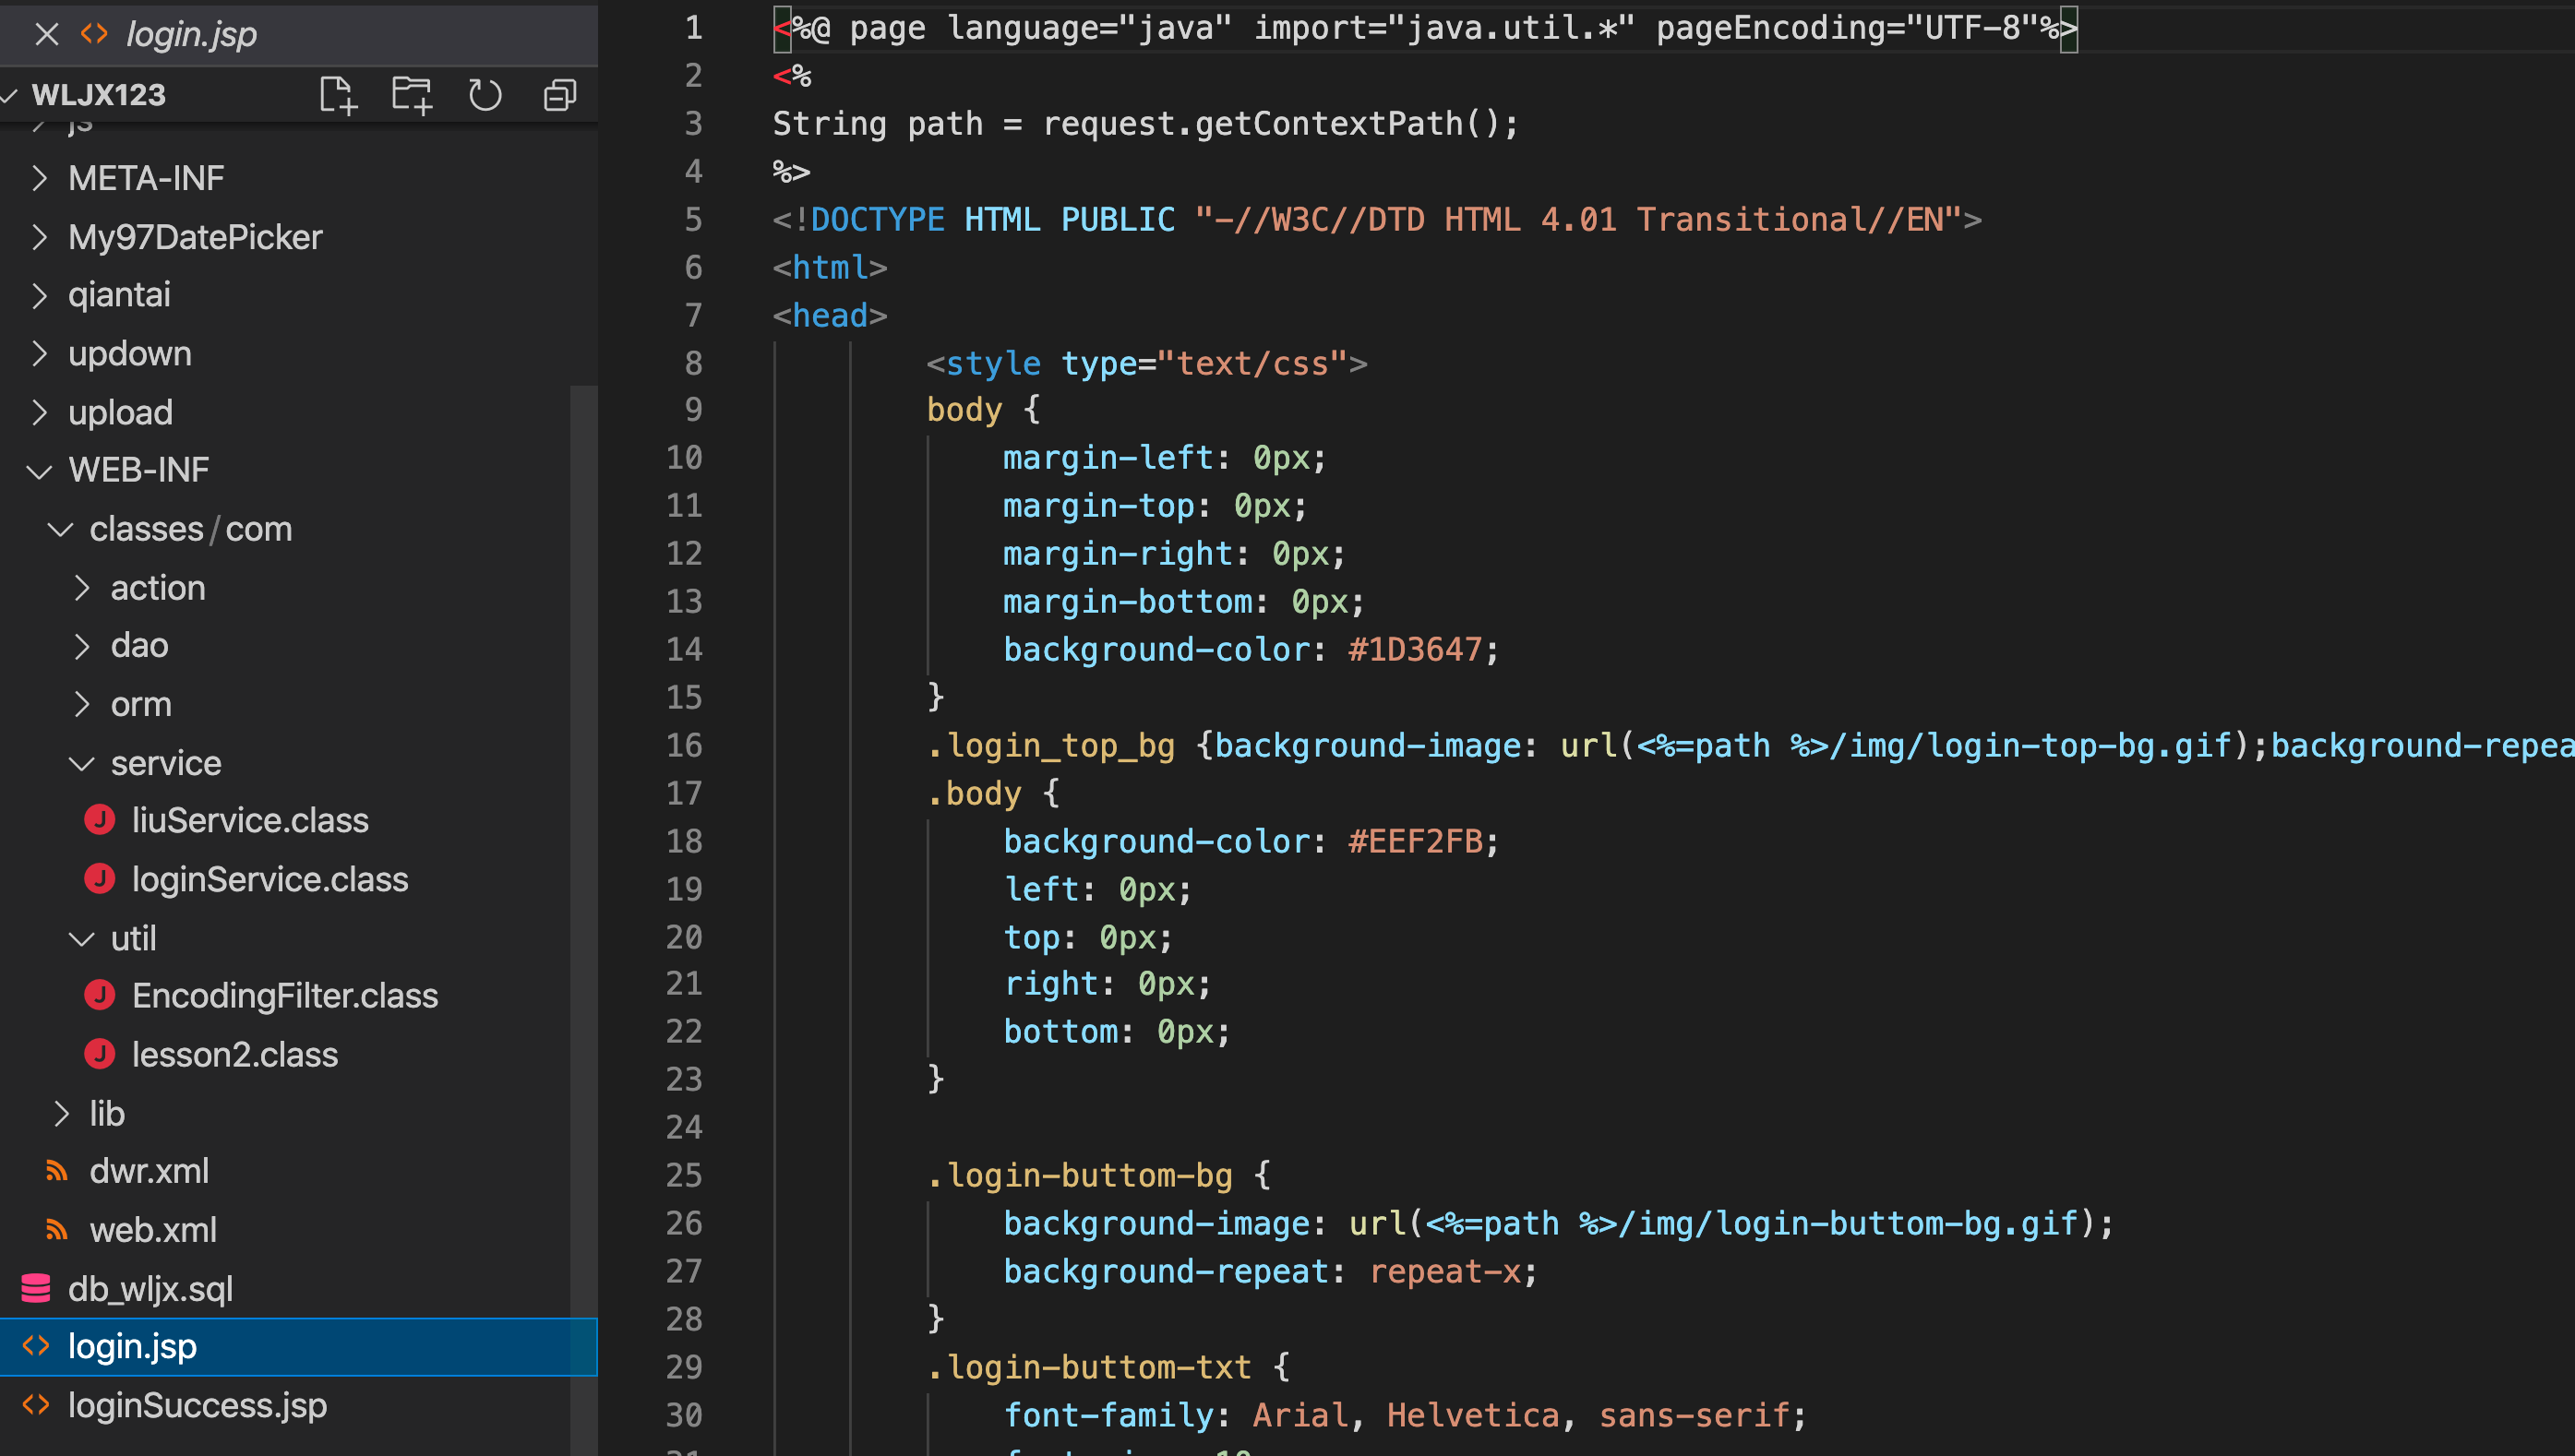 login.jsp
WLJX123
js
META-INF
My97DatePicker
qiantai
updown
upload
WEB-INF
classes/com
action
dao
orm
service
liuService.class
loginService.class
util
EncodingFilter.class
lesson2.class
lib
dwr.xml
web.xml
db_wljx.sql
login.jsp
loginSuccess.jsp
1 <%@ page language="java" import="java.util.*" pageEncoding="UTF-8"%>
2 <%
3 String path = request.getContextPath();
4 %>
5 <!DOCTYPE HTML PUBLIC "-//W3C//DTD HTML 4.01 Transitional//EN">
6 <html>
7 <head>
8 <style type="text/css">
9 body {
10 margin-left: 0px;
11 margin-top: 0px;
12 margin-right: 0px;
13 margin-bottom: 0px;
14 background-color: #1D3647;
15 }
16 .login_top_bg {background-image: url(<%=path %>/img/login-top-bg.gif);background-repea
17 .body {
18 background-color: #EEF2FB;
19 left: 0px;
20 top: 0px;
21 right: 0px;
22 bottom: 0px;
23 }
24
25 .login-buttom-bg {
26 background-image: url(<%=path %>/img/login-buttom-bg.gif);
27 background-repeat: repeat-x;
28 }
29 .login-buttom-txt {
30 font-family: Arial, Helvetica, sans-serif;